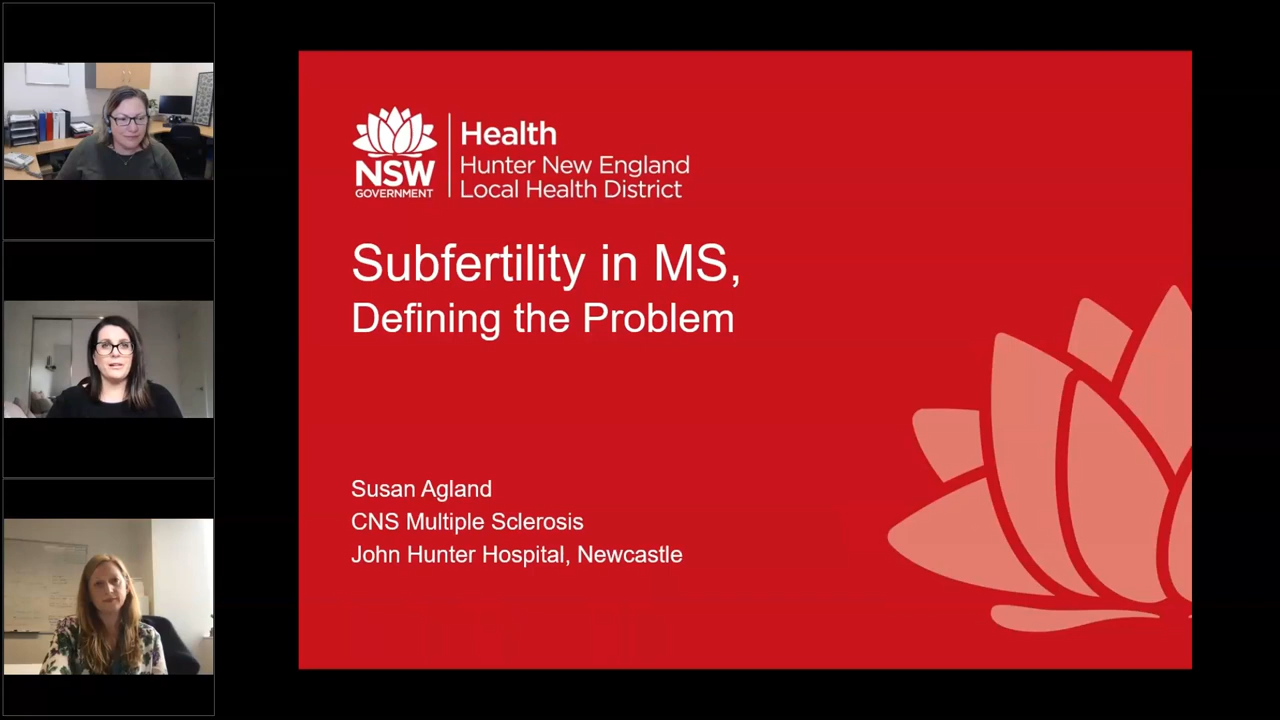 NSW
GOVERNMENT
Health
Hunter New England
Local Health District
Subfertility in MS,
Defining the Problem
Susan Agland
CNS Multiple Sclerosis
John Hunter Hospital, Newcastle